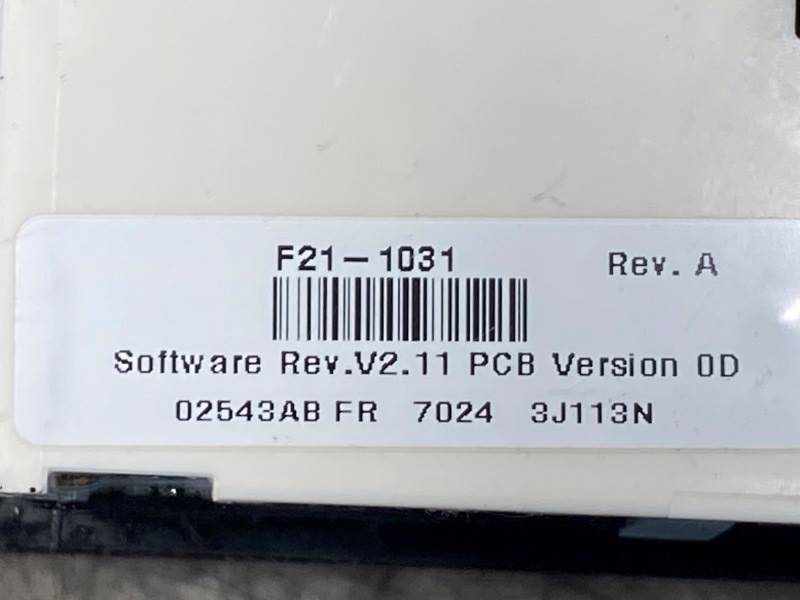 F21-1031 Rev. A
Software Rev.V2.11 PCB Version 0D
02543AB FR 7024 3J113N